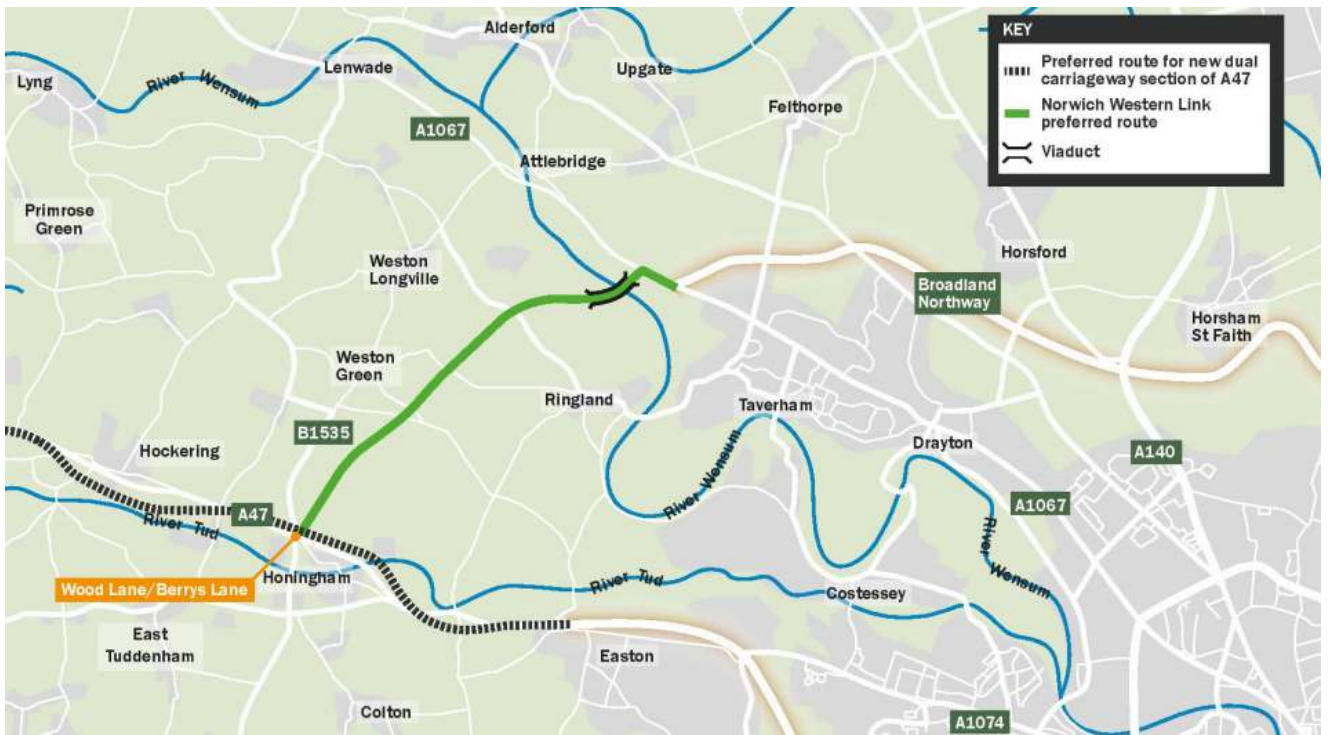 KEY
Preferred route for new dual
carriageway section of A47
Norwich Western Link
preferred route
Viaduct
Alderford
Lenwade
Upgate
Lyng
River Wensum
Felthorpe
A1067
Attlebridge
Primrose
Green
Weston
Longville
Horsford
Broadland
Northway
Horsham
St Faith
Weston
Green
Ringland
Taverham
B1535
Hockering
Drayton
A140
River Wensum
A47
River Tud
A1067
River Wensum
Honingham
Wood Lane/Berrys Lane
River Tud
Costessey
East
Tuddenham
Easton
Colton
A1074